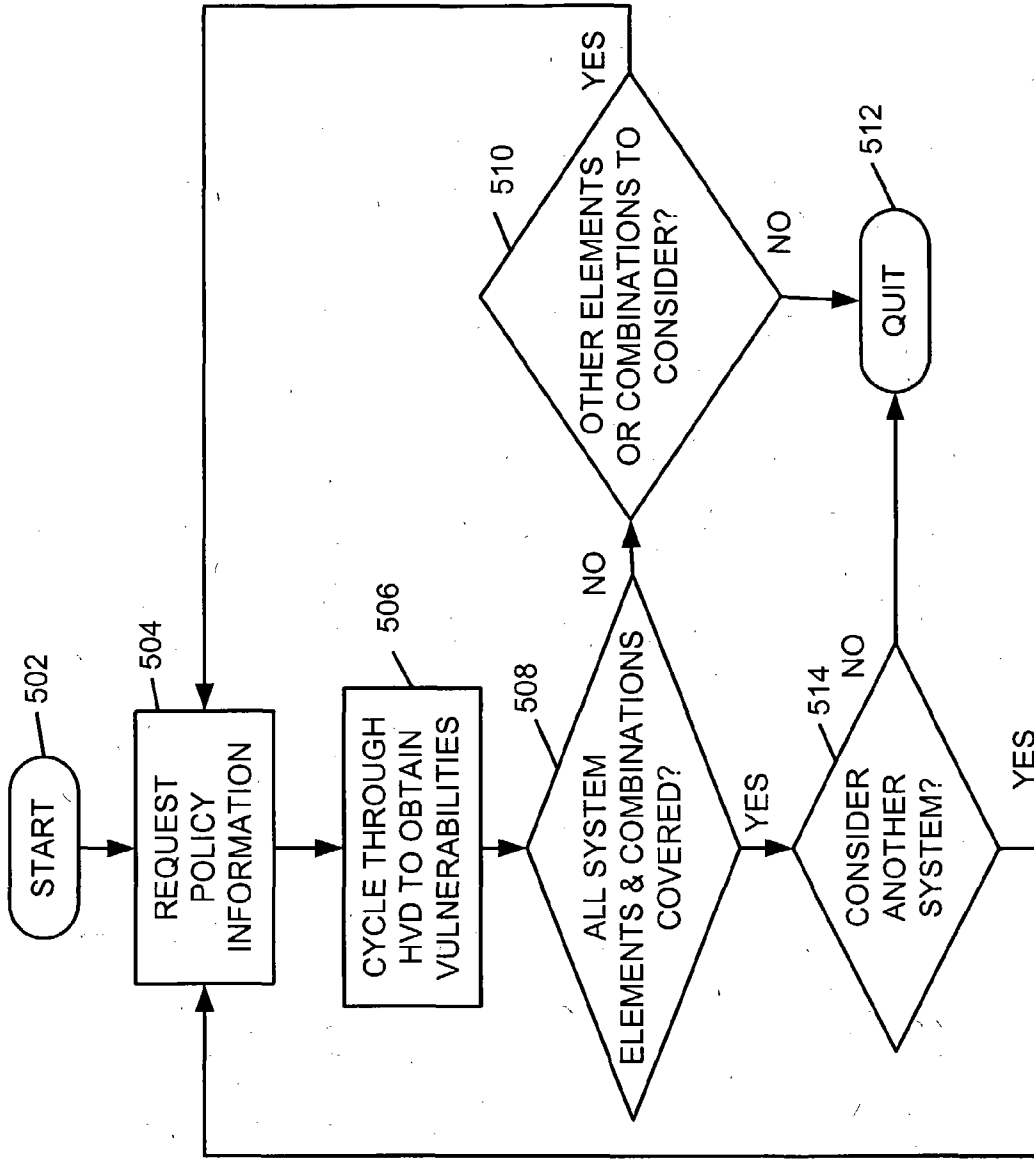 START
502
REQUEST
POLICY
INFORMATION
504
CYCLE THROUGH
HVD TO OBTAIN
VULNERABILITIES
506
ALL SYSTEM
ELEMENTS & COMBINATIONS
COVERED?
508
NO
YES
OTHER ELEMENTS
OR COMBINATIONS TO
CONSIDER?
510
YES
NO
CONSIDER
ANOTHER
SYSTEM?
514
NO
YES
QUIT
512